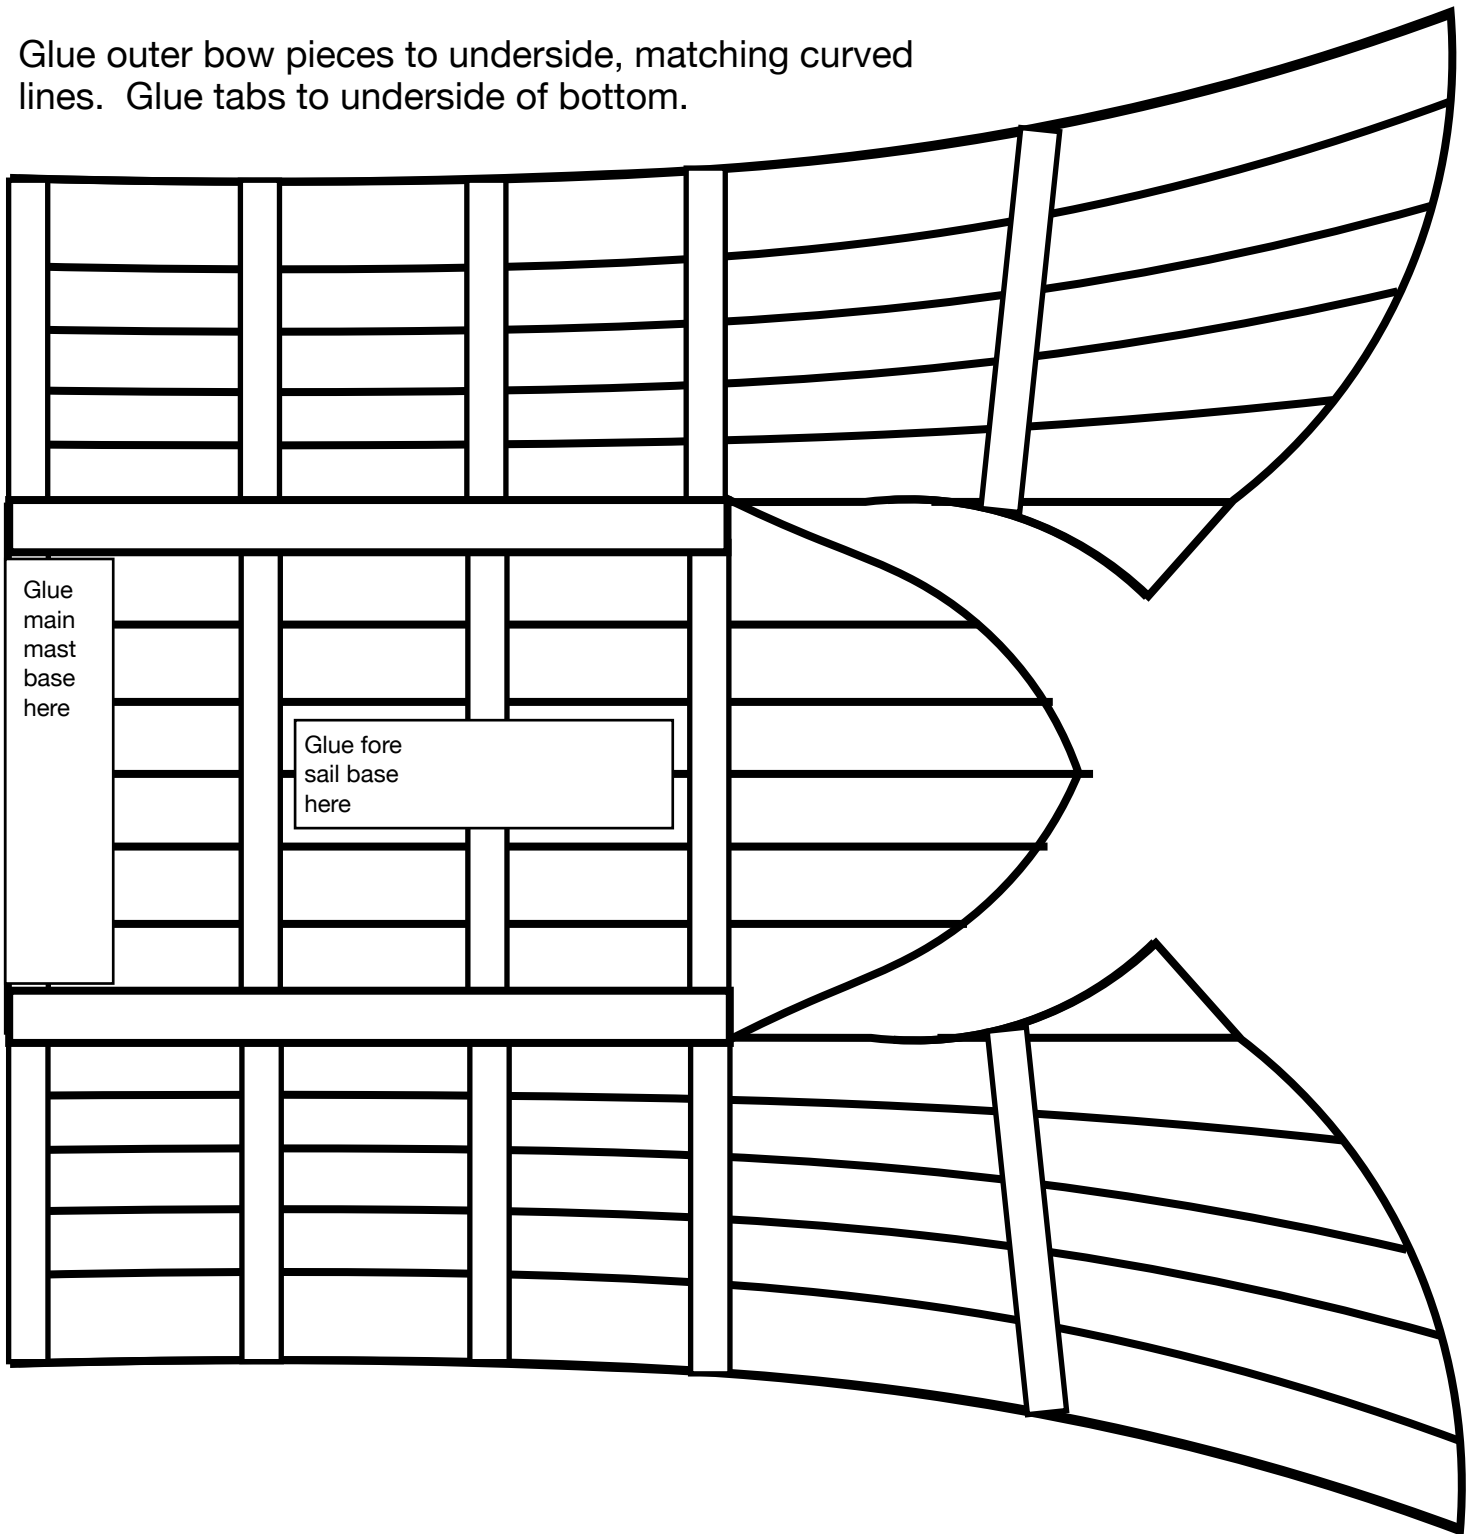 Glue outer bow pieces to underside, matching curved
lines.  Glue tabs to underside of bottom.
Glue
main
mast
base
here
Glue fore
sail base
here